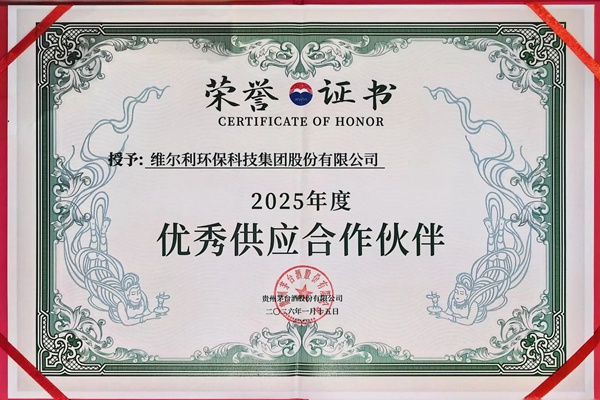 荣誉证书
CERTIFICATE OF HONOR
授予: 维尔利环保科技集团股份有限公司
2025年度
优秀供应合作伙伴
贵州茅台酒股份有限公司
二〇二六年一月十五日